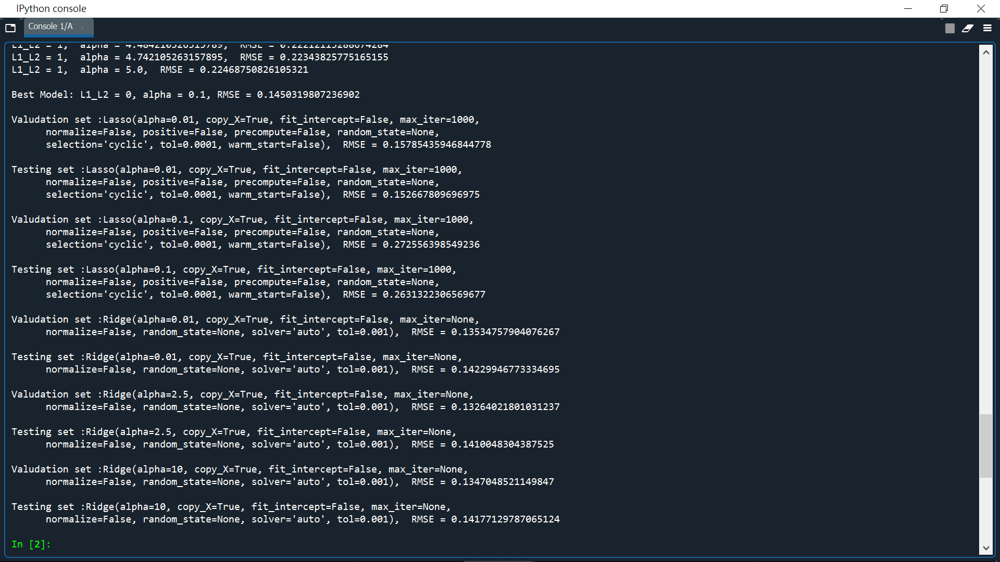 IPython console
Console 1/A
L1_L2 = 1,  alpha = 4.484210526315789,  RMSE = 0.22212115288674284
L1_L2 = 1,  alpha = 4.742105263157895,  RMSE = 0.22343825775165155
L1_L2 = 1,  alpha = 5.0,  RMSE = 0.22468750826105321
Best Model: L1_L2 = 0, alpha = 0.1, RMSE = 0.1450319807236902
Valudation set :Lasso(alpha=0.01, copy_X=True, fit_intercept=False, max_iter=1000,
normalize=False, positive=False, precompute=False, random_state=None,
selection='cyclic', tol=0.0001, warm_start=False),  RMSE = 0.15785435946844778
Testing set :Lasso(alpha=0.01, copy_X=True, fit_intercept=False, max_iter=1000,
normalize=False, positive=False, precompute=False, random_state=None,
selection='cyclic', tol=0.0001, warm_start=False),  RMSE = 0.152667809696975
Valudation set :Lasso(alpha=0.1, copy_X=True, fit_intercept=False, max_iter=1000,
normalize=False, positive=False, precompute=False, random_state=None,
selection='cyclic', tol=0.0001, warm_start=False),  RMSE = 0.272556398549236
Testing set :Lasso(alpha=0.1, copy_X=True, fit_intercept=False, max_iter=1000,
normalize=False, positive=False, precompute=False, random_state=None,
selection='cyclic', tol=0.0001, warm_start=False),  RMSE = 0.2631322306569677
Valudation set :Ridge(alpha=0.01, copy_X=True, fit_intercept=False, max_iter=None,
normalize=False, random_state=None, solver='auto', tol=0.001),  RMSE = 0.13534757904076267
Testing set :Ridge(alpha=0.01, copy_X=True, fit_intercept=False, max_iter=None,
normalize=False, random_state=None, solver='auto', tol=0.001),  RMSE = 0.14229946773334695
Valudation set :Ridge(alpha=2.5, copy_X=True, fit_intercept=False, max_iter=None,
normalize=False, random_state=None, solver='auto', tol=0.001),  RMSE = 0.13264021801031237
Testing set :Ridge(alpha=2.5, copy_X=True, fit_intercept=False, max_iter=None,
normalize=False, random_state=None, solver='auto', tol=0.001),  RMSE = 0.1410048304387525
Valudation set :Ridge(alpha=10, copy_X=True, fit_intercept=False, max_iter=None,
normalize=False, random_state=None, solver='auto', tol=0.001),  RMSE = 0.1347048521149847
Testing set :Ridge(alpha=10, copy_X=True, fit_intercept=False, max_iter=None,
normalize=False, random_state=None, solver='auto', tol=0.001),  RMSE = 0.14177129787065124
In [2]: